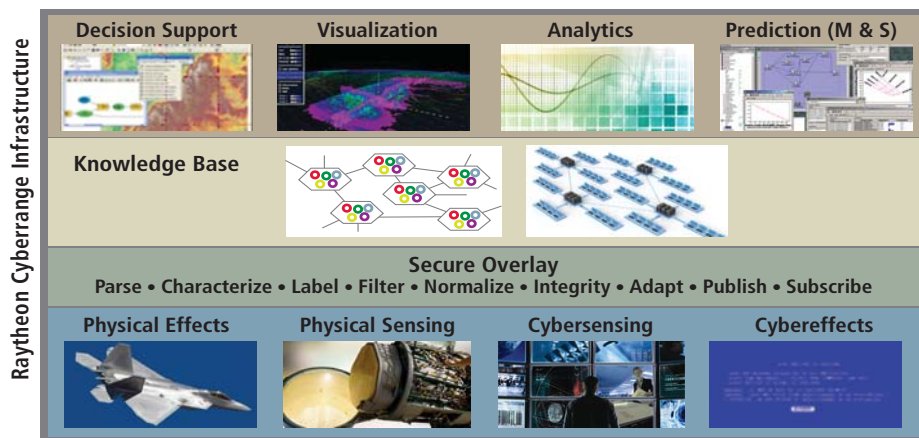 Raytheon Cyberrange Infrastructure
Decision Support
Visualization
Analytics
Prediction (M & S)
Knowledge Base
Secure Overlay
Parse • Characterize • Label • Filter • Normalize • Integrity • Adapt • Publish • Subscribe
Physical Effects
Physical Sensing
Cybersensing
Cybereffects